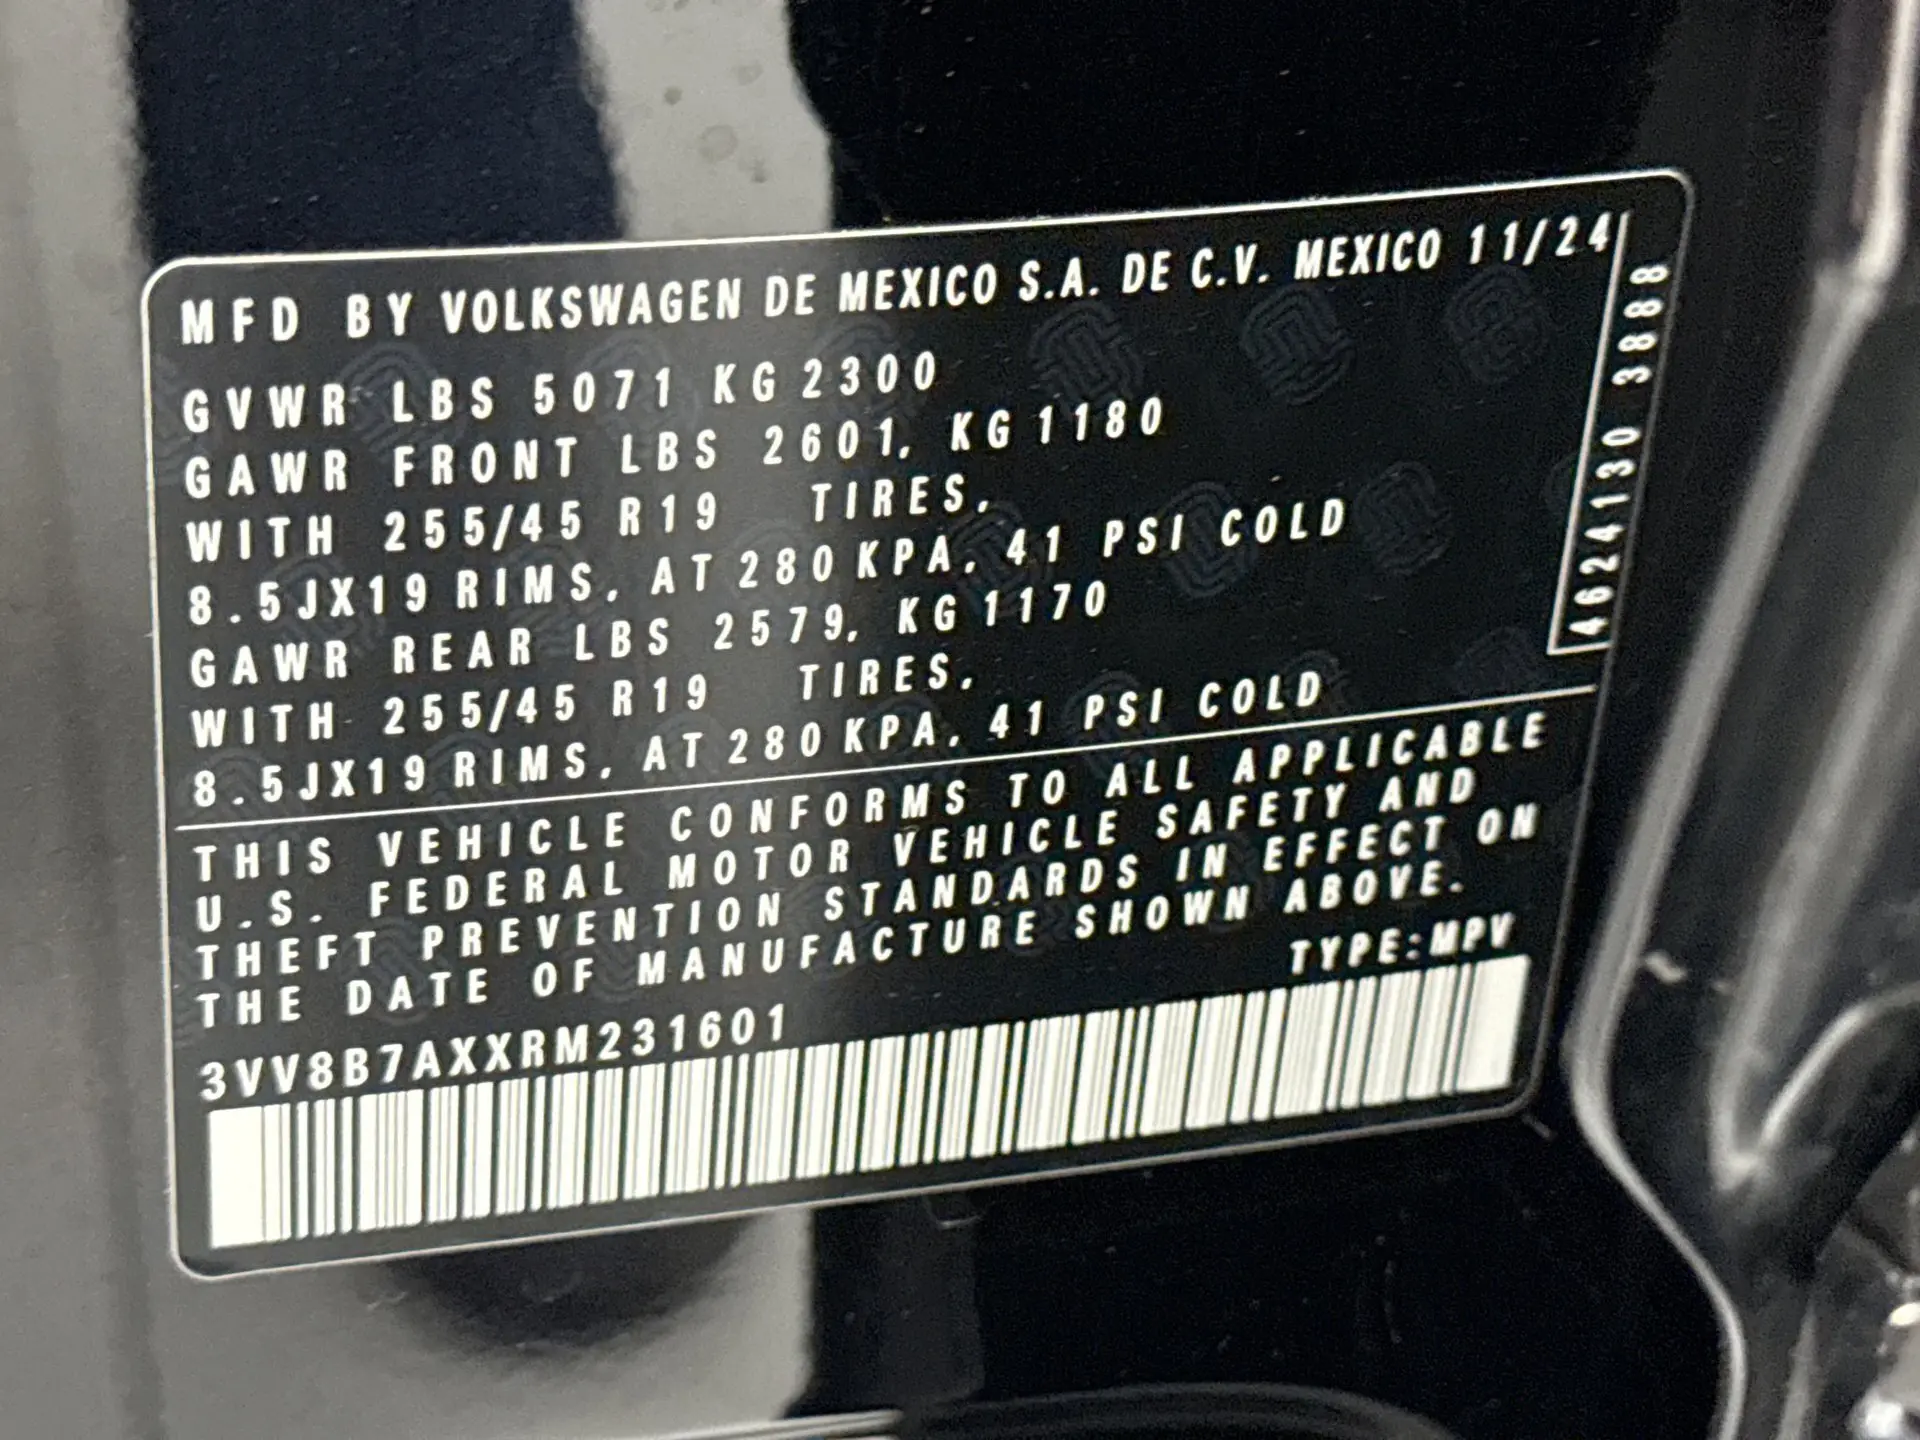 MFD BY VOLKSWAGEN DE MEXICO S.A. DE C.V. MEXICO 11/24
GVWR LBS 5071 KG 2300
GAWR FRONT LBS 2601, KG 1180
WITH 255/45 R19 TIRES,
8.5JX19 RIMS, AT 280 KPA, 41 PSI COLD
GAWR REAR LBS 2579, KG 1170
WITH 255/45 R19 TIRES,
8.5JX19 RIMS, AT 280 KPA, 41 PSI COLD
4624130 3888
THIS VEHICLE CONFORMS TO ALL APPLICABLE
U.S. FEDERAL MOTOR VEHICLE SAFETY AND
THEFT PREVENTION STANDARDS IN EFFECT ON
THE DATE OF MANUFACTURE SHOWN ABOVE.
TYPE:MPV
3VV8B7AXXRM231601